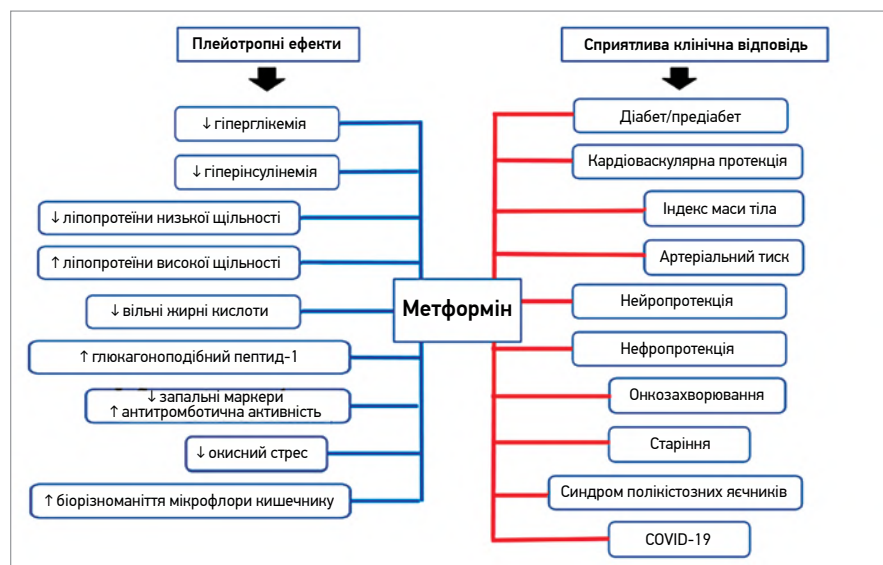 Плейотропні ефекти
↓ гіперглікемія
↓ гіперінсулінемія
↓ ліпопротеїни низької щільності
↑ ліпопротеїни високої щільності
↓ вільні жирні кислоти
↑ глюкагоноподібний пептид-1
↓ запальні маркери
↑ антитромботична активність
↓ окисний стрес
↑ біорізноманіття мікрофлори кишечнику
Метформін
Сприятлива клінічна відповідь
Діабет/предіабет
Кардіоваскулярна протекція
Індекс маси тіла
Артеріальний тиск
Нейропротекція
Нефропротекція
Онкозахворювання
Старіння
Синдром полікістозних яєчників
COVID-19